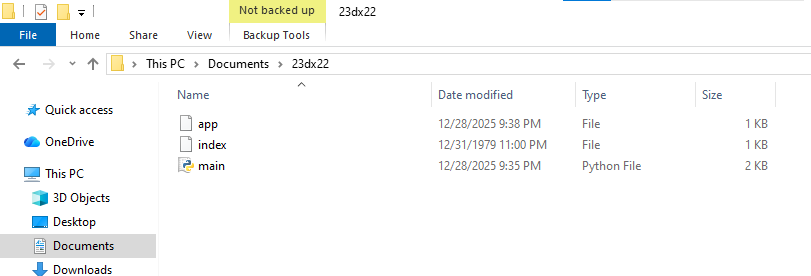 Not backed up 23dx22
File Home Share View Backup Tools
This PC Documents 23dx22
Name Date modified Type Size
Quick access
OneDrive
This PC
3D Objects
Desktop
Documents
Downloads
app 12/28/2025 9:38 PM File 1 KB
index 12/31/1979 11:00 PM File 1 KB
main 12/28/2025 9:35 PM Python File 2 KB